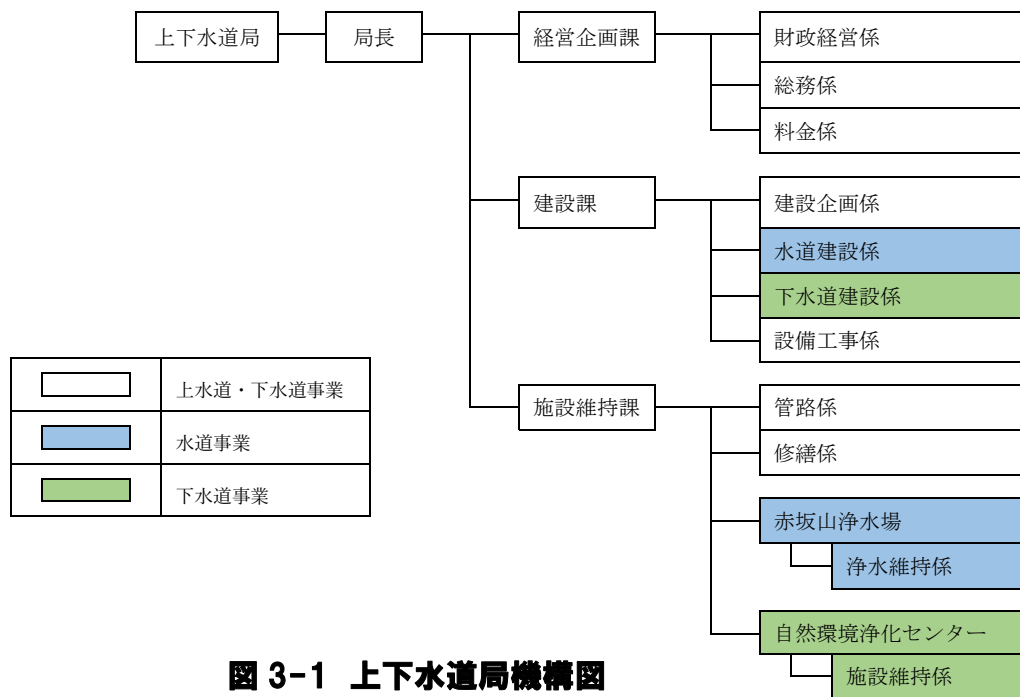 上下水道局
局長
経営企画課
財政経営係
総務係
料金係
建設課
建設企画係
水道建設係
下水道建設係
設備工事係
施設維持課
管路係
修繕係
赤坂山浄水場
浄水維持係
自然環境浄化センター
施設維持係
上水道・下水道事業
水道事業
下水道事業
図 3-1 上下水道局機構図